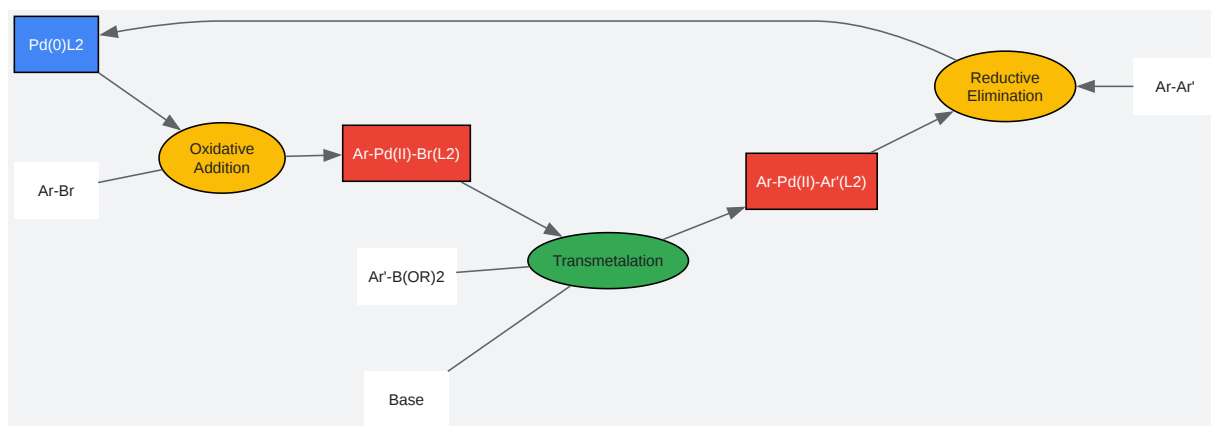 Pd(0)L2
Oxidative
Addition
Ar-Br
Ar-Pd(II)-Br(L2)
Ar'-B(OR)2
Transmetalation
Base
Ar-Pd(II)-Ar'(L2)
Reductive
Elimination
Ar-Ar'